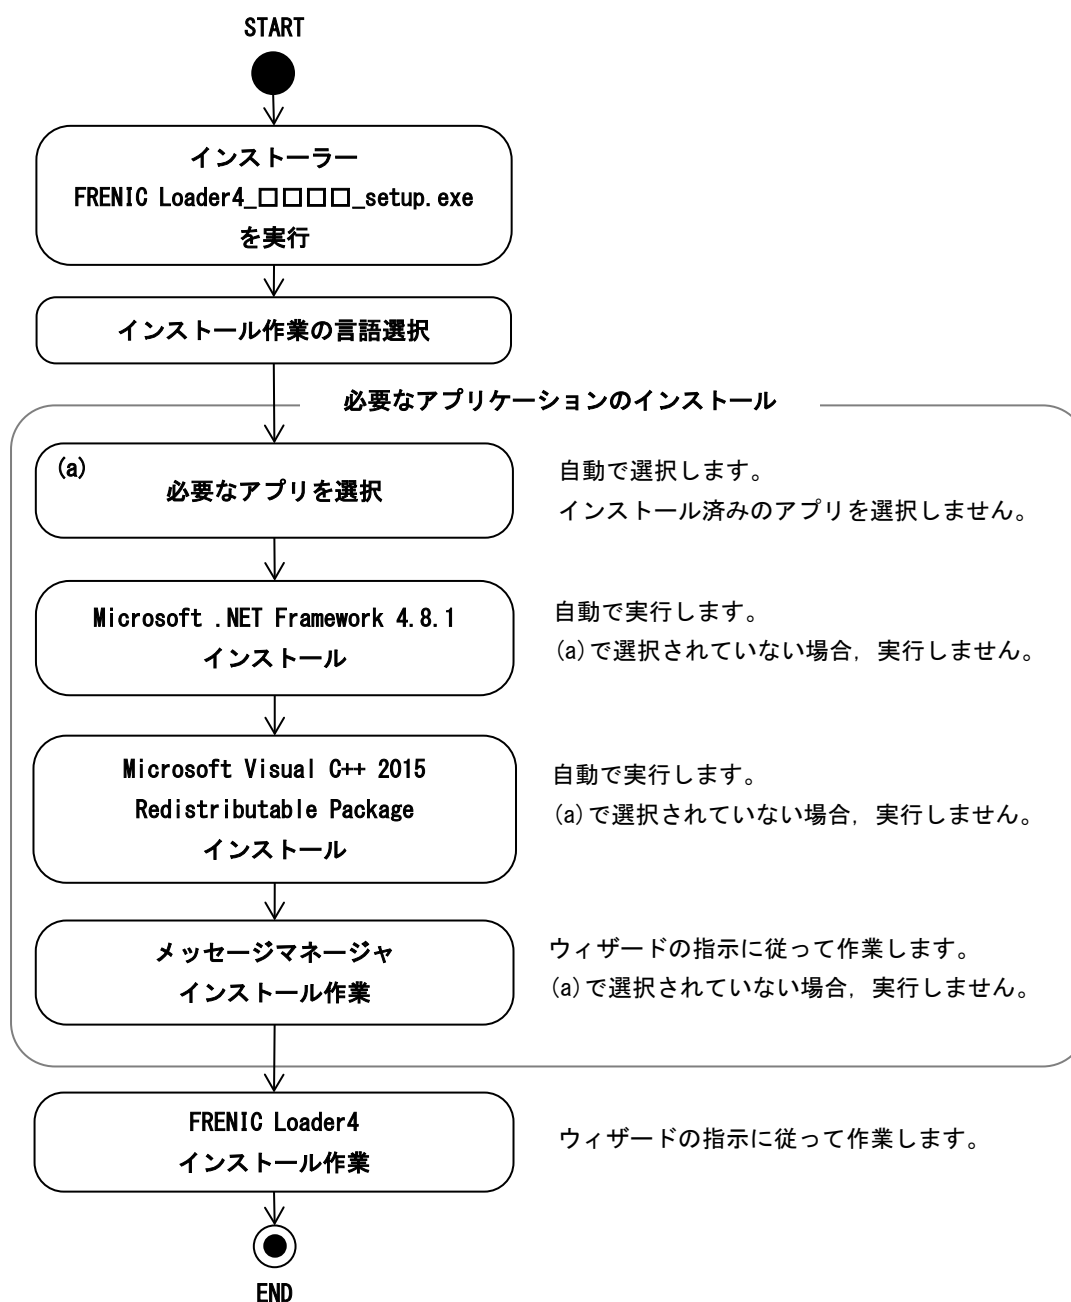 START
インストーラー
FRENIC Loader4_□□□□_setup.exe
を実行
インストール作業の言語選択
必要なアプリケーションのインストール
(a)
必要なアプリを選択
自動で選択します。
インストール済みのアプリを選択しません。
Microsoft .NET Framework 4.8.1
インストール
自動で実行します。
(a)で選択されていない場合, 実行しません。
Microsoft Visual C++ 2015
Redistributable Package
インストール
自動で実行します。
(a)で選択されていない場合, 実行しません。
メッセージマネージャ
インストール作業
ウィザードの指示に従って作業します。
(a)で選択されていない場合, 実行しません。
FRENIC Loader4
インストール作業
ウィザードの指示に従って作業します。
END